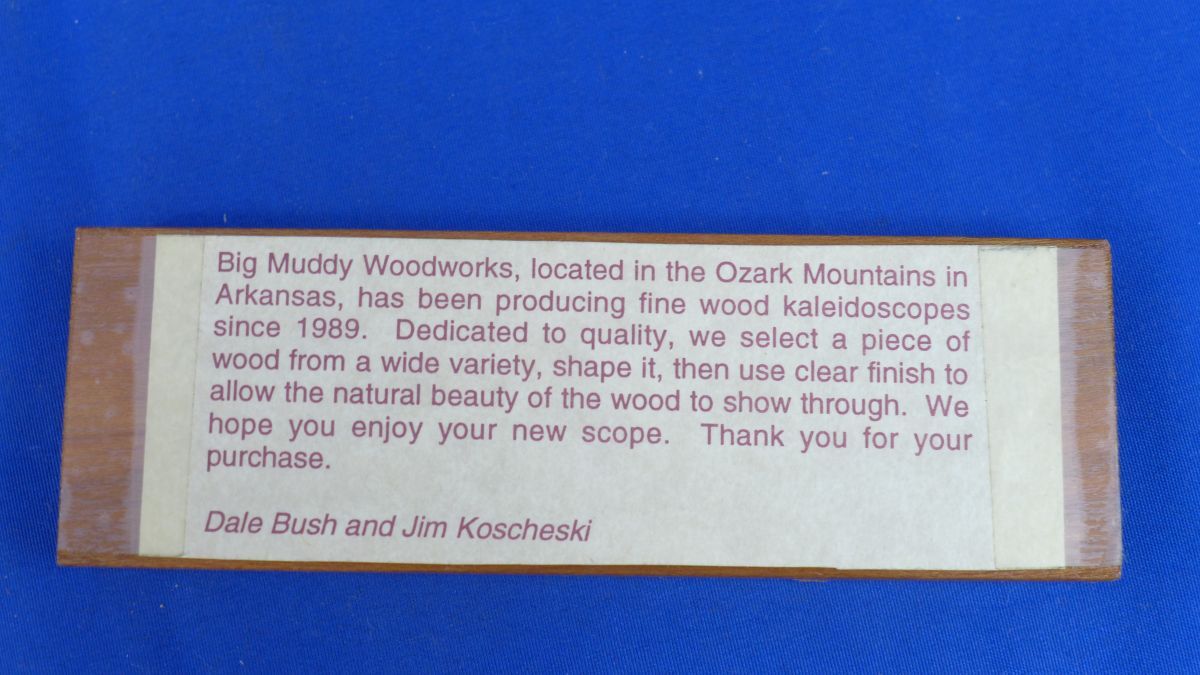 Big Muddy Woodworks, located in the Ozark Mountains in
Arkansas, has been producing fine wood kaleidoscopes
since 1989.  Dedicated to quality, we select a piece of
wood from a wide variety, shape it, then use clear finish to
allow the natural beauty of the wood to show through.  We
hope you enjoy your new scope.  Thank you for your
purchase.
Dale Bush and Jim Koscheski